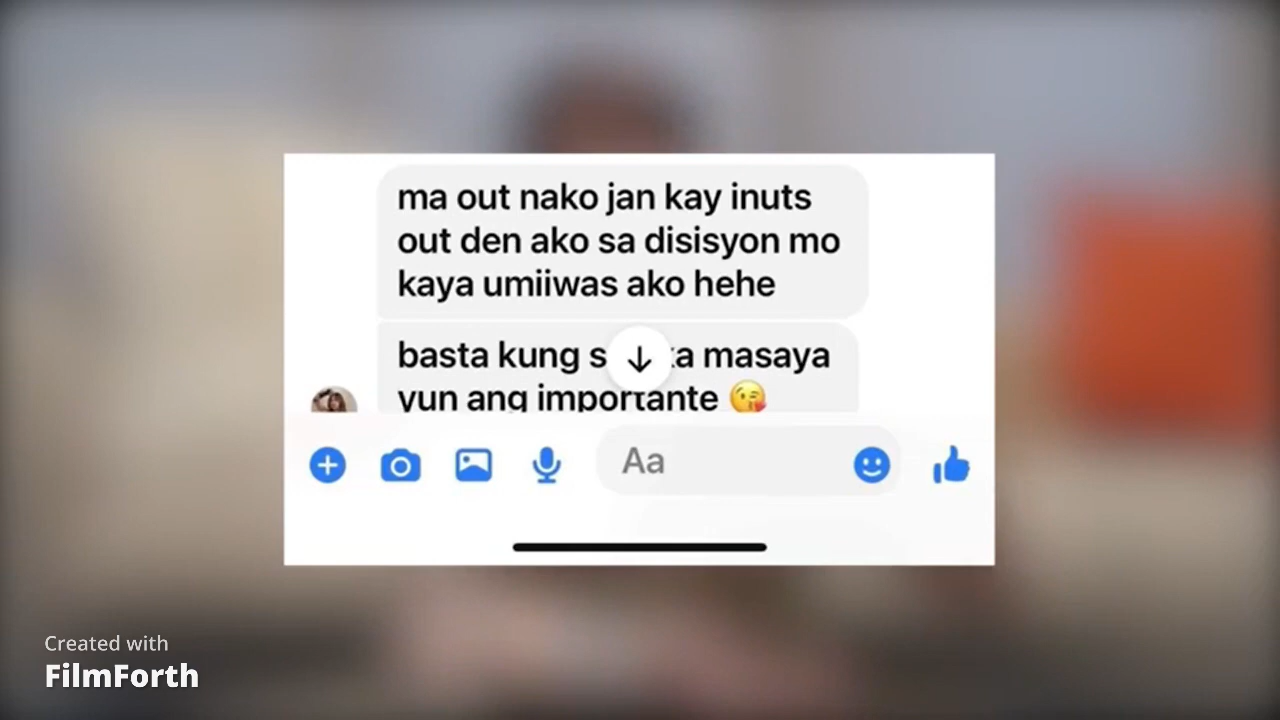 ma out nako jan kay inuts
out den ako sa disisyon mo
kaya umiiwas ako hehe
basta kung masaya
yun ang importante 😘
Aa
Created with
FilmForth